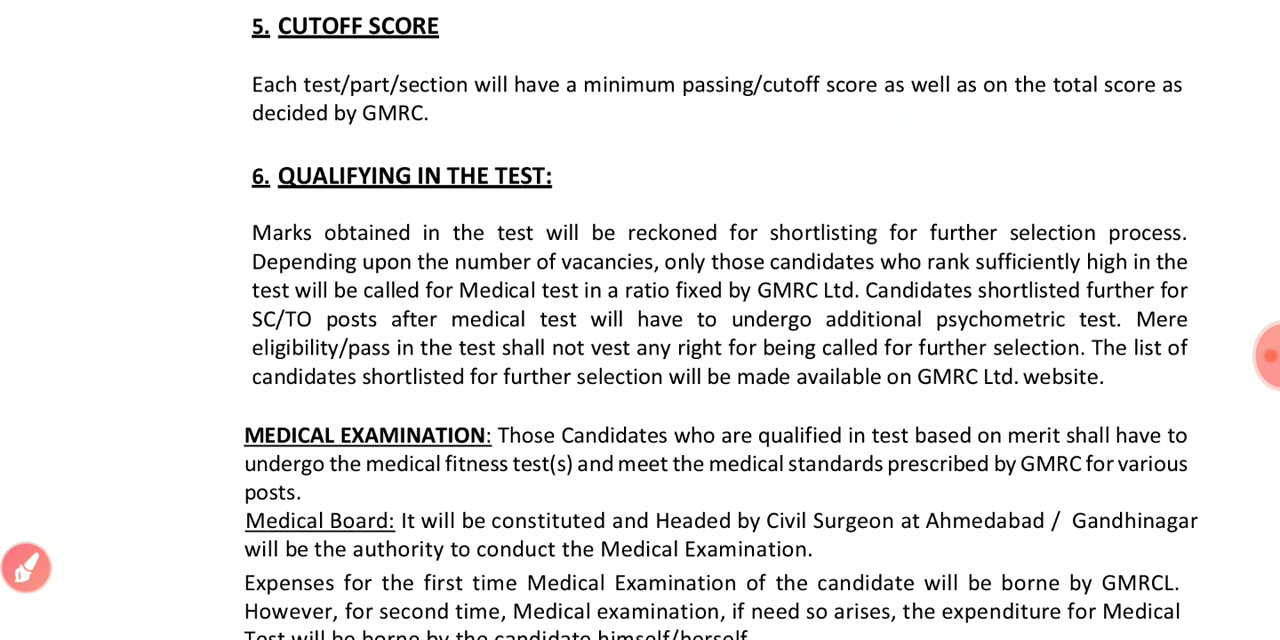 5. CUTOFF SCORE
Each test/part/section will have a minimum passing/cutoff score as well as on the total score as
decided by GMRC.
6. QUALIFYING IN THE TEST:
Marks obtained in the test will be reckoned for shortlisting for further selection process.
Depending upon the number of vacancies, only those candidates who rank sufficiently high in the
test will be called for Medical test in a ratio fixed by GMRC Ltd. Candidates shortlisted further for
SC/TO posts after medical test will have to undergo additional psychometric test. Mere
eligibility/pass in the test shall not vest any right for being called for further selection. The list of
candidates shortlisted for further selection will be made available on GMRC Ltd. website.
MEDICAL EXAMINATION: Those Candidates who are qualified in test based on merit shall have to
undergo the medical fitness test(s) and meet the medical standards prescribed by GMRC for various
posts.
Medical Board: It will be constituted and Headed by Civil Surgeon at Ahmedabad / Gandhinagar
will be the authority to conduct the Medical Examination.
Expenses for the first time Medical Examination of the candidate will be borne by GMRCL.
However, for second time, Medical examination, if need so arises, the expenditure for Medical
Test will be borne by the candidate himself/herself